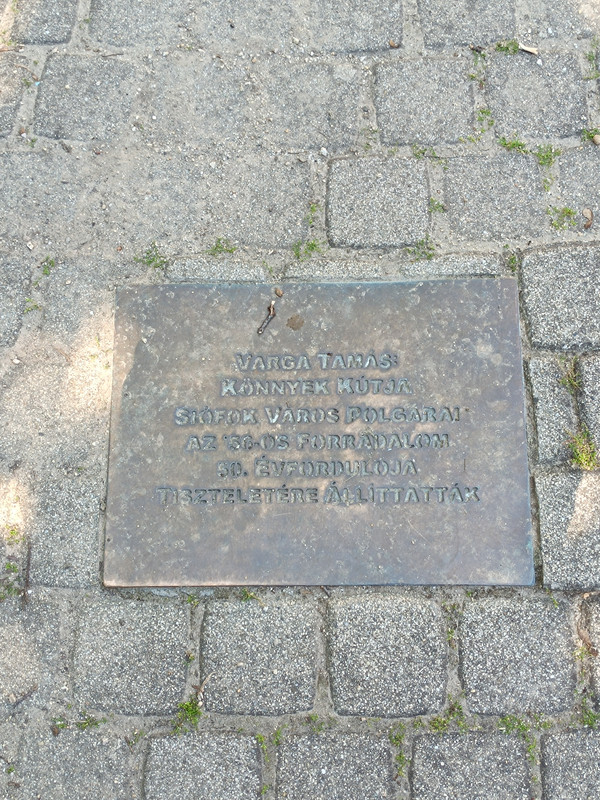 VARGA TAMÁS:
KÖNNYEK KÚTJA
SIÓFOK VÁROS POLGÁRAI
AZ '56-OS FORRADALOM
50. ÉVFORDULÓJA
TISZTELETÉRE ÁLLÍTTATTÁK